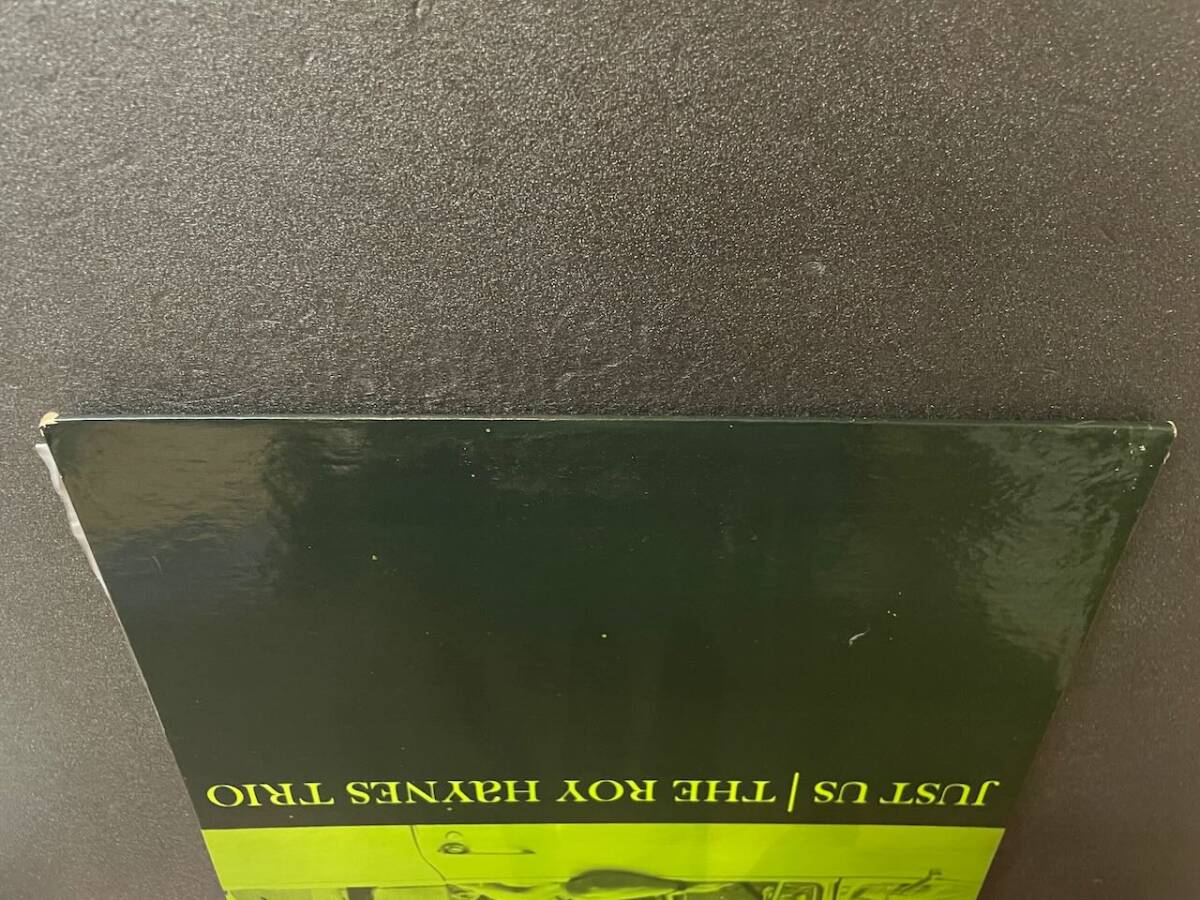 JUST US | THE ROY HaYNES TRIO